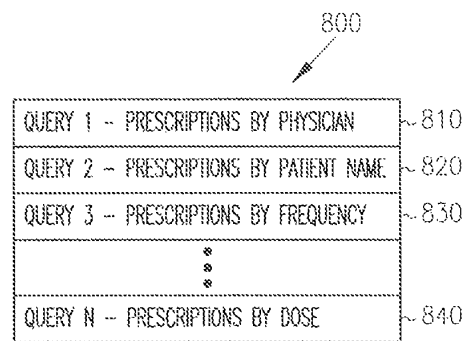 800
QUERY 1 - PRESCRIPTIONS BY PHYSICIAN 810
QUERY 2 - PRESCRIPTIONS BY PATIENT NAME 820
QUERY 3 - PRESCRIPTIONS BY FREQUENCY 830
QUERY N - PRESCRIPTIONS BY DOSE 840